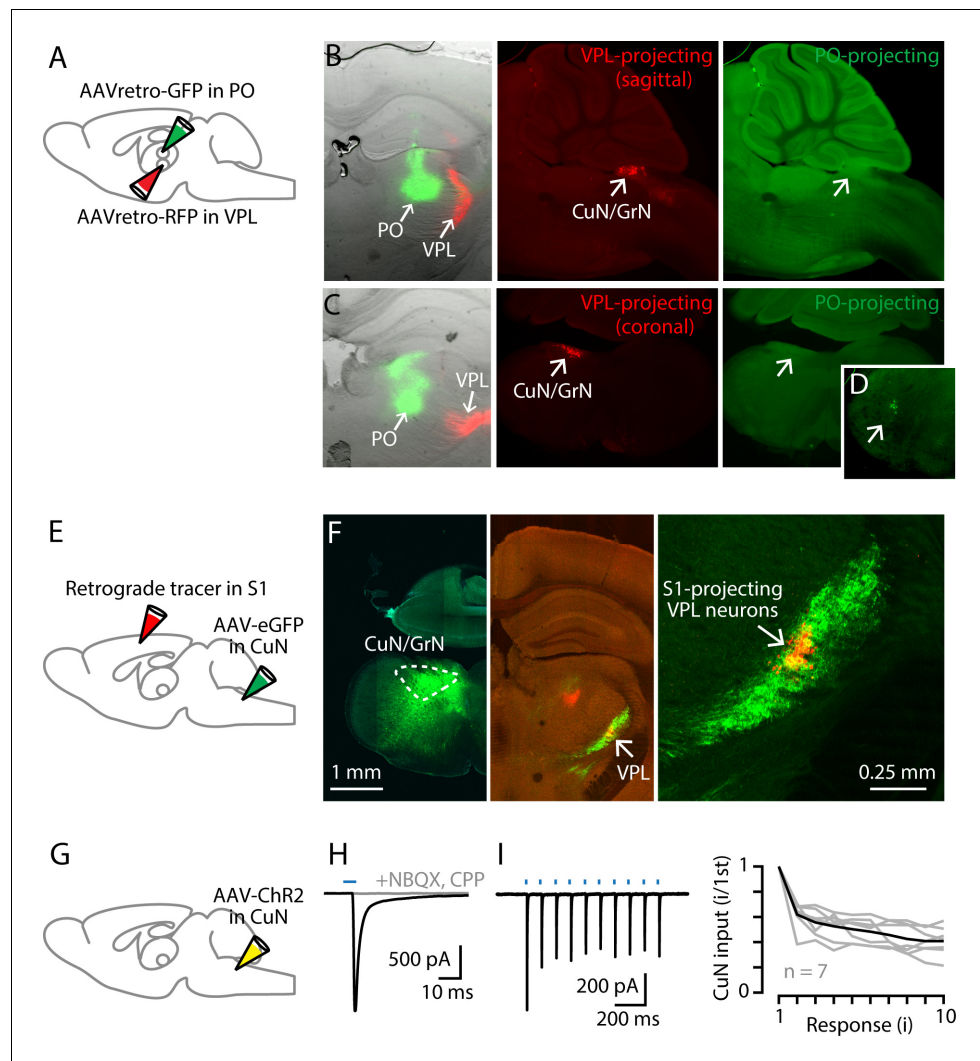 A
AAVretro-GFP in PO
AAVretro-RFP in VPL
B
PO
VPL
VPL-projecting
(sagittal)
CuN/GrN
PO-projecting
C
VPL
PO
VPL-projecting
(coronal)
CuN/GrN
PO-projecting
D
E
Retrograde tracer in S1
AAV-eGFP
in CuN
F
CuN/GrN
1 mm
VPL
S1-projecting
VPL neurons
0.25 mm
G
AAV-ChR2
in CuN
H
+NBQX, CPP
500 pA
10 ms
I
200 pA
200 ms
CuN input (i/1st)
1
0
n = 7
1
10
Response (i)